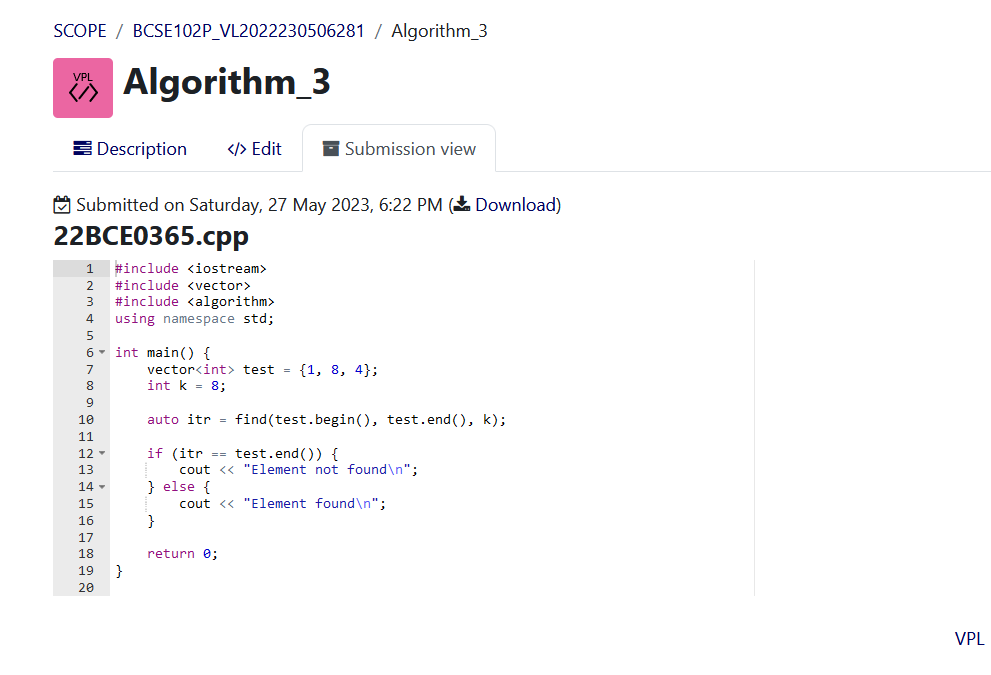 SCOPE / BCSE102P_VL2022230506281 / Algorithm_3
VPL
Algorithm_3
Description
</> Edit
Submission view
Submitted on Saturday, 27 May 2023, 6:22 PM (Download)
22BCE0365.cpp
1 #include <iostream>
2 #include <vector>
3 #include <algorithm>
4 using namespace std;
5
6 int main() {
7     vector<int> test = {1, 8, 4};
8     int k = 8;
9
10     auto itr = find(test.begin(), test.end(), k);
11
12     if (itr == test.end()) {
13         cout << "Element not found\n";
14     } else {
15         cout << "Element found\n";
16     }
17
18     return 0;
19 }
20
VPL